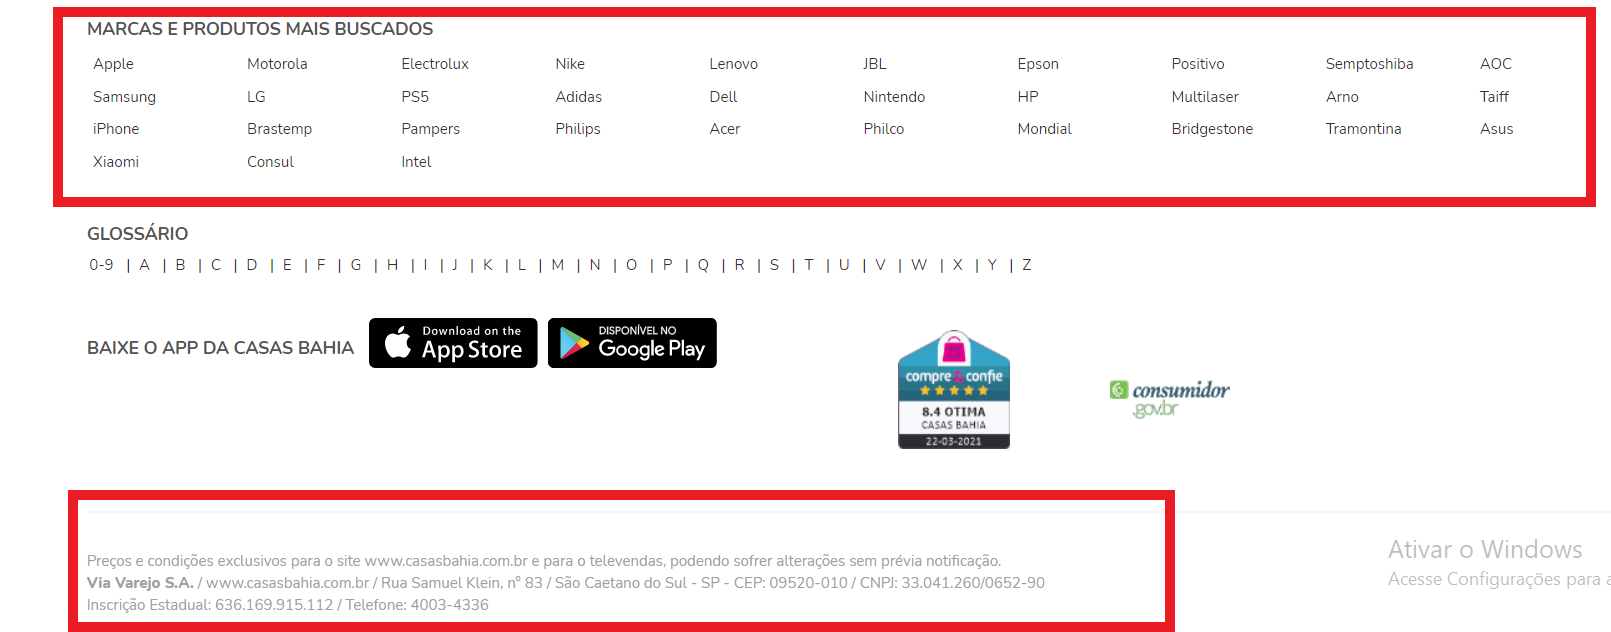 MARCAS E PRODUTOS MAIS BUSCADOS
Apple Motorola Electrolux Nike Lenovo JBL Epson Positivo Semptoshiba AOC
Samsung LG PS5 Adidas Dell Nintendo HP Multilaser Arno Taiff
iPhone Brastemp Pampers Philips Acer Philco Mondial Bridgestone Tramontina Asus
Xiaomi Consul Intel
GLOSSÁRIO
0-9 | A | B | C | D | E | F | G | H | I | J | K | L | M | N | O | P | Q | R | S | T | U | V | W | X | Y | Z
BAIXE O APP DA CASAS BAHIA
Download on the
App Store
DISPONÍVEL NO
Google Play
compre&confie
8.4 OTIMA
CASAS BAHIA
22-03-2021
consumidor
.gov.br
Ativar o Windows
Acesse Configurações para a
Preços e condições exclusivos para o site www.casasbahia.com.br e para o televendas, podendo sofrer alterações sem prévia notificação.
Via Varejo S.A. / www.casasbahia.com.br / Rua Samuel Klein, nº 83 / São Caetano do Sul - SP - CEP: 09520-010 / CNPJ: 33.041.260/0652-90
Inscrição Estadual: 636.169.915.112 / Telefone: 4003-4336